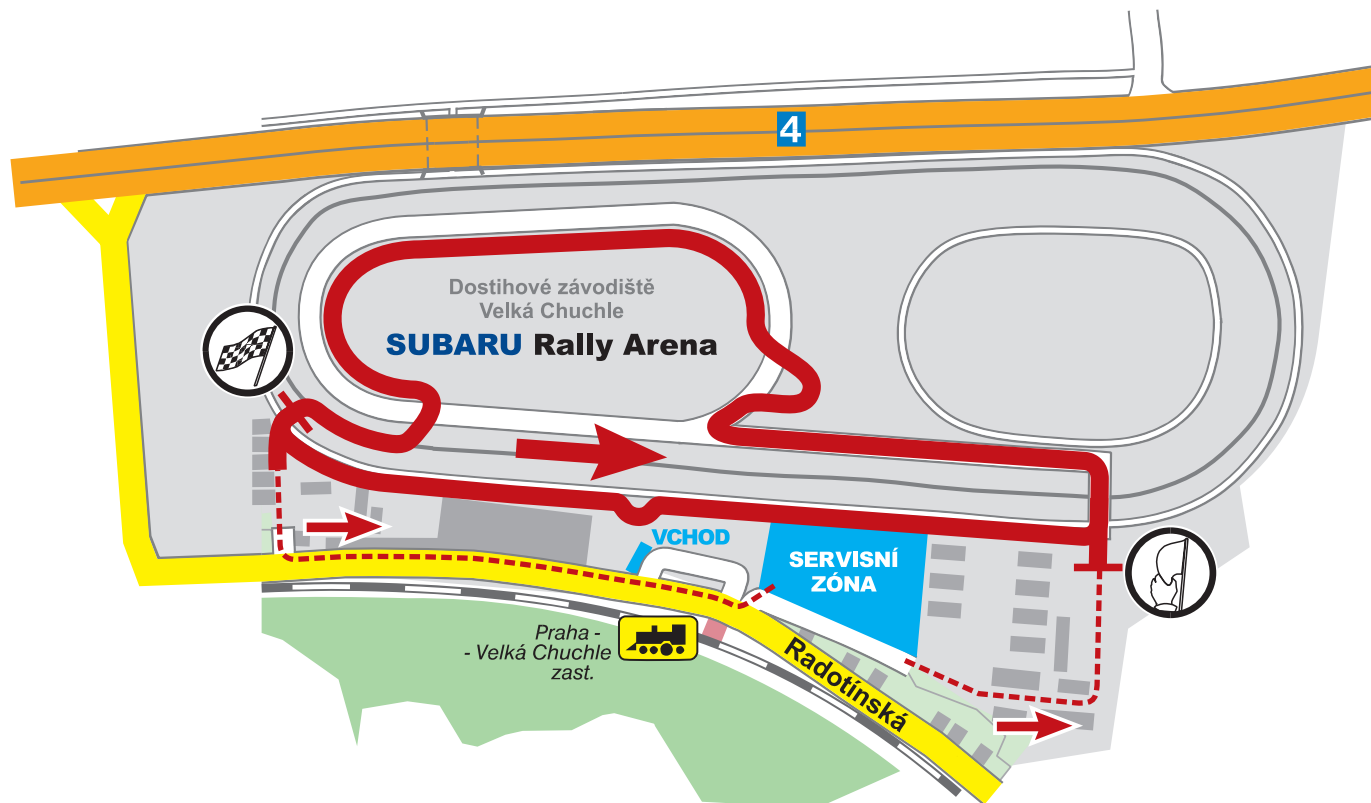 4
Dostihové závodiště
Velká Chuchle
SUBARU Rally Arena
VCHOD
SERVISNÍ
ZÓNA
Praha -
- Velká Chuchle
zast.
Radotínská